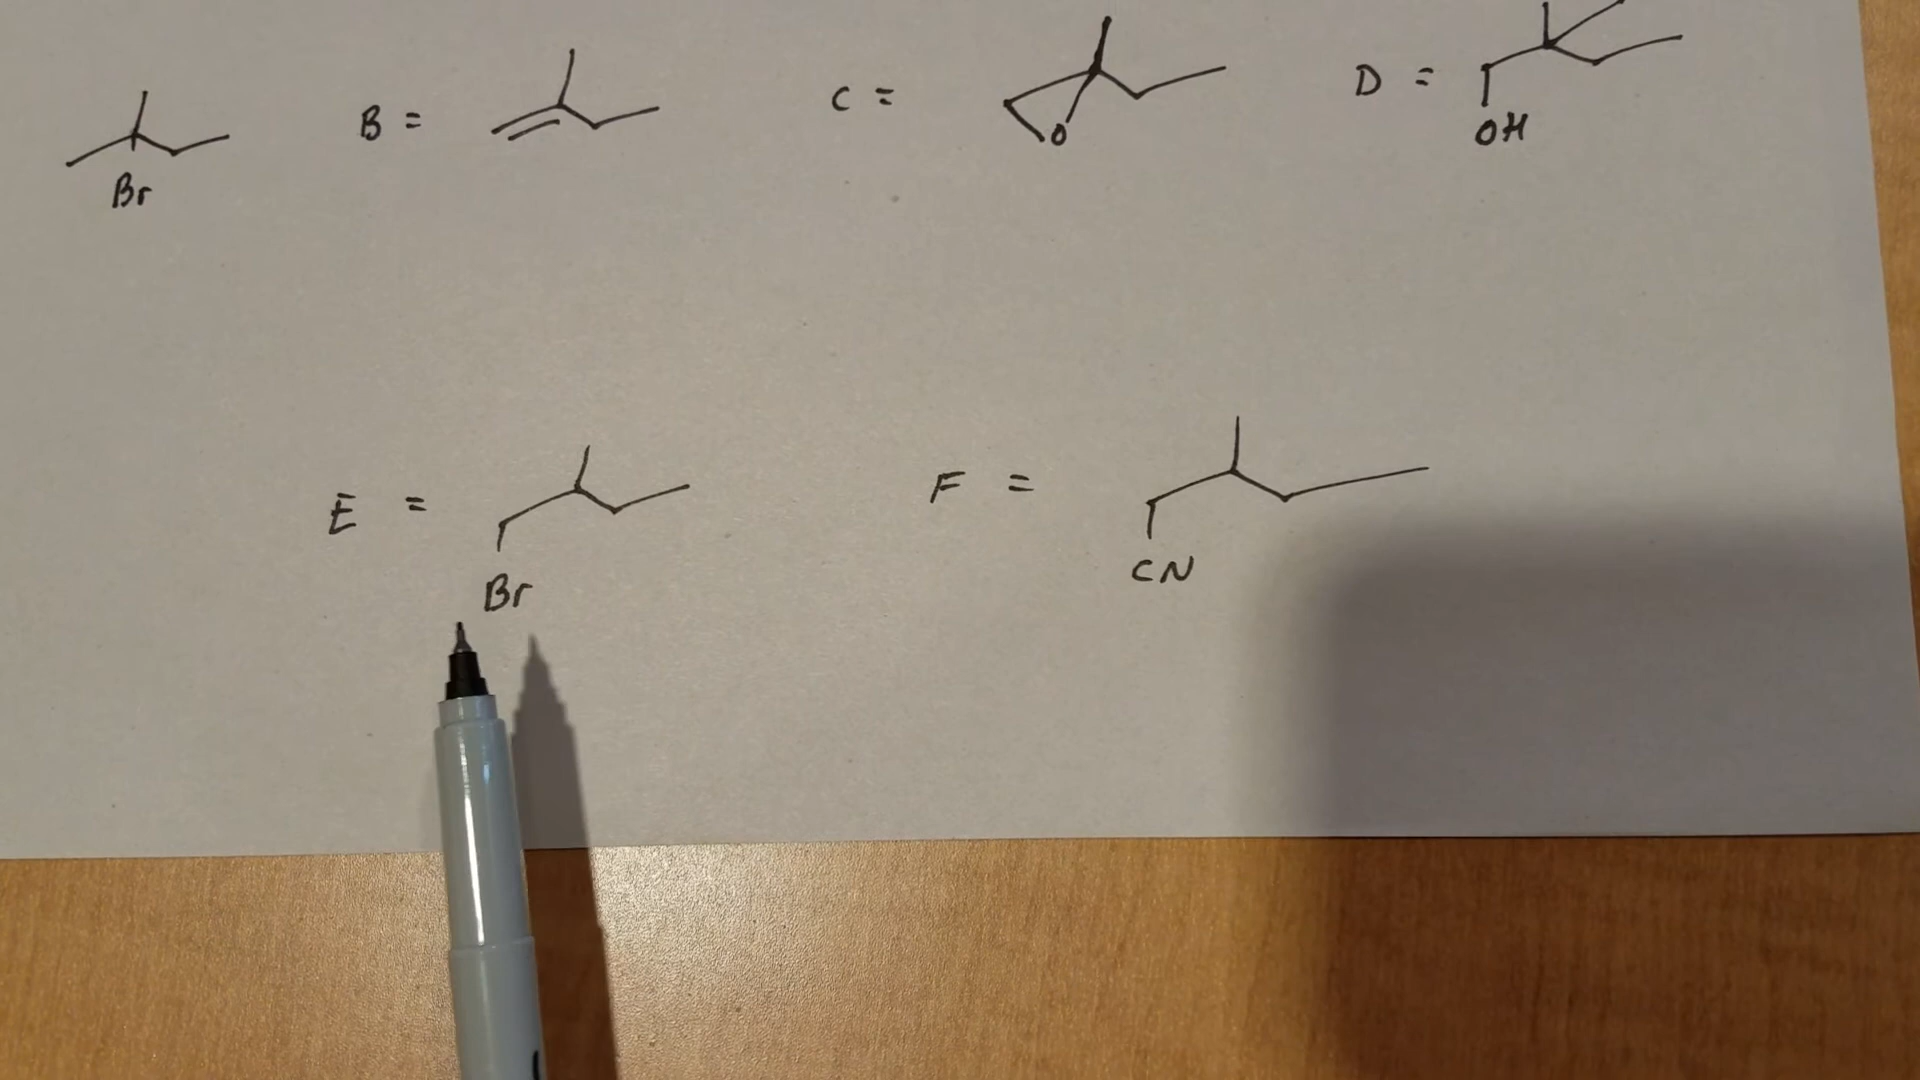 B = C = D =
O
OH
Br
E = F =
Br CN